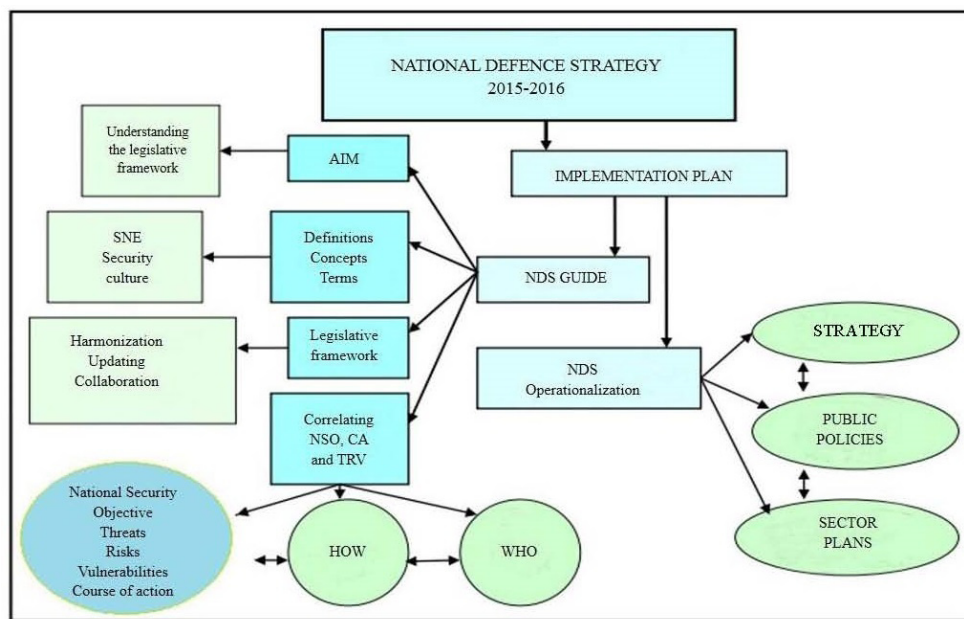 NATIONAL DEFENCE STRATEGY
2015-2016
Understanding
the legislative
framework
AIM
IMPLEMENTATION PLAN
SNE
Security
culture
Definitions
Concepts
Terms
NDS GUIDE
Harmonization
Updating
Collaboration
Legislative
framework
NDS
Operationalization
STRATEGY
PUBLIC
POLICIES
SECTOR
PLANS
Correlating
NSO, CA
and TRV
National Security
Objective
Threats
Risks
Vulnerabilities
Course of action
HOW
WHO